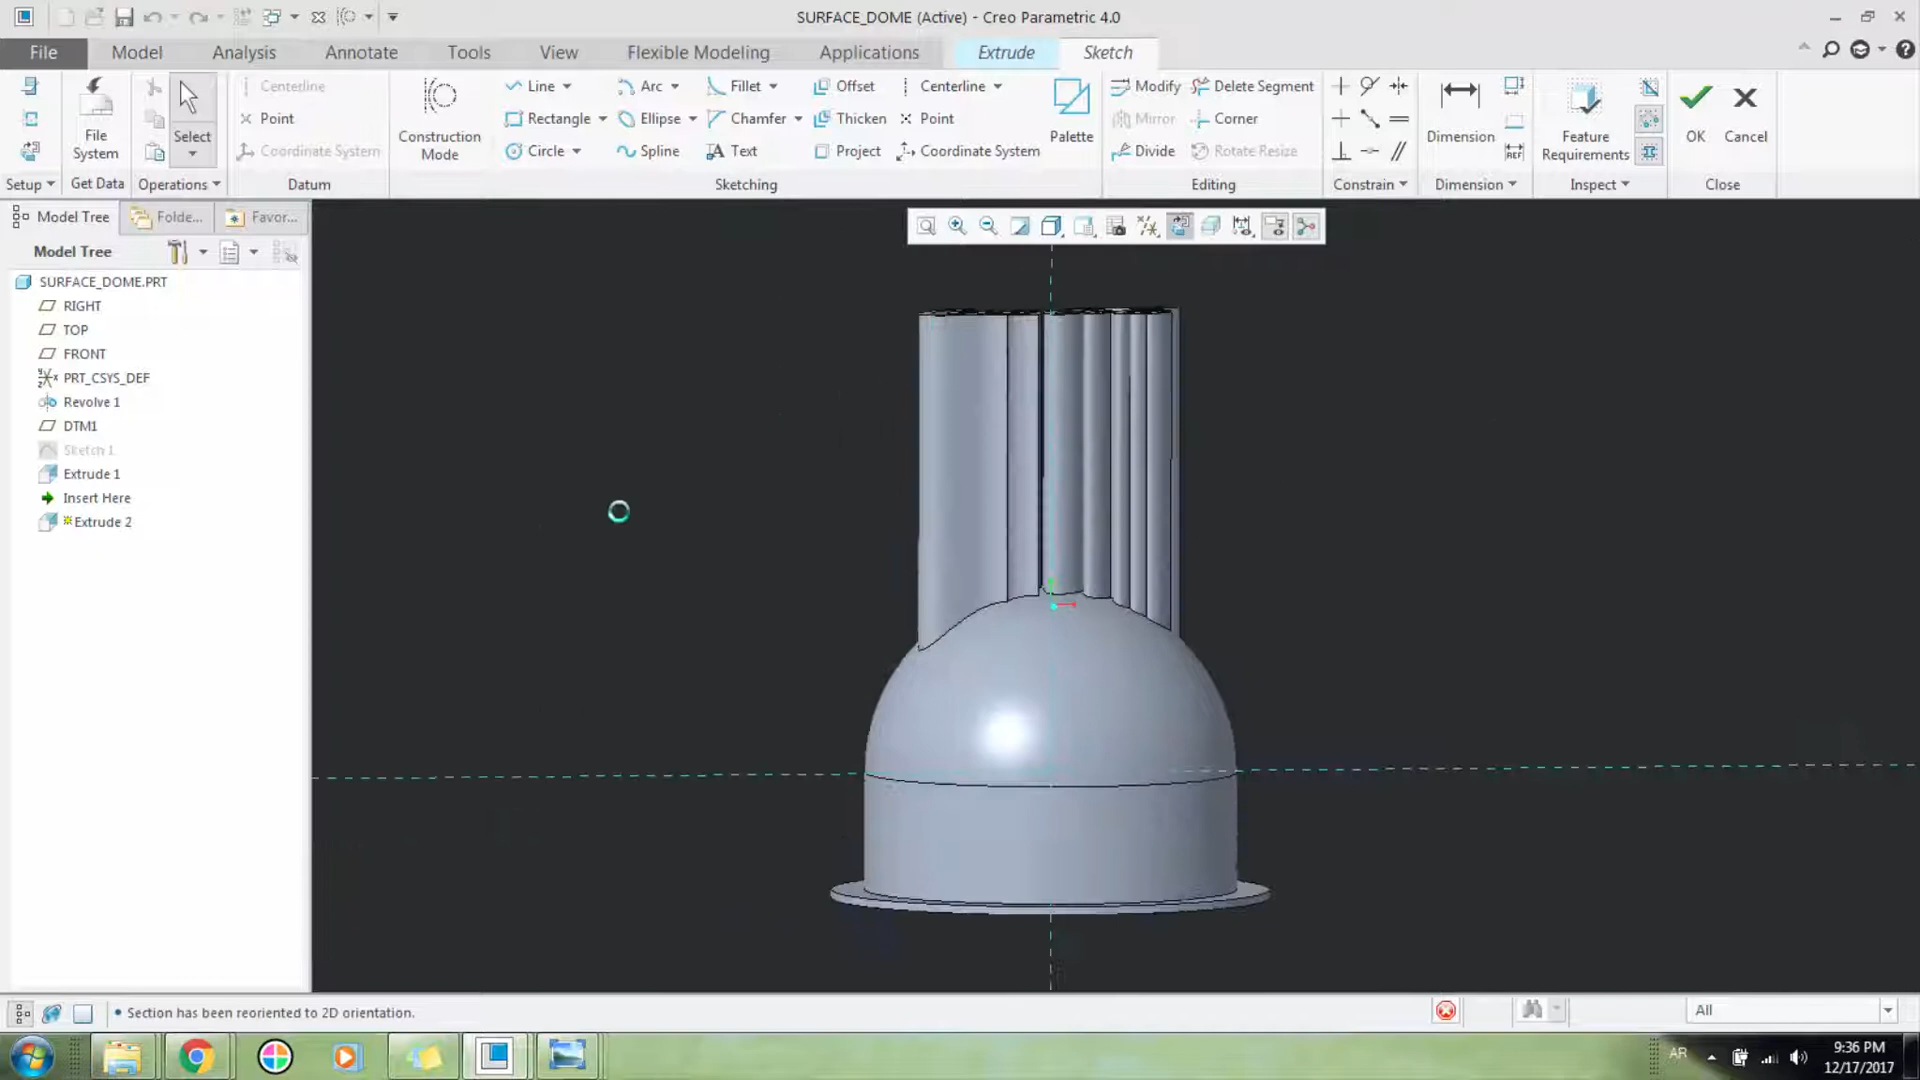 SURFACE_DOME (Active) - Creo Parametric 4.0
File Model Analysis Annotate Tools View Flexible Modeling Applications Extrude Sketch
Centerline Line Arc Fillet Offset Centerline Modify Delete Segment
Point Rectangle Ellipse Chamfer Thicken Point Mirror Corner
File System Select Construction Mode Palette Dimension Feature Requirements OK Cancel
Coordinate System Circle Spline Text Project Coordinate System Divide Rotate Resize
Setup Get Data Operations Datum Sketching Editing Constrain Dimension Inspect Close
Model Tree Folde... Favor...
Model Tree
SURFACE_DOME.PRT
RIGHT
TOP
FRONT
PRT_CSYS_DEF
Revolve 1
DTM1
Sketch 1
Extrude 1
Insert Here
Extrude 2
• Section has been reoriented to 2D orientation.
All
AR
9:36 PM
12/17/2017